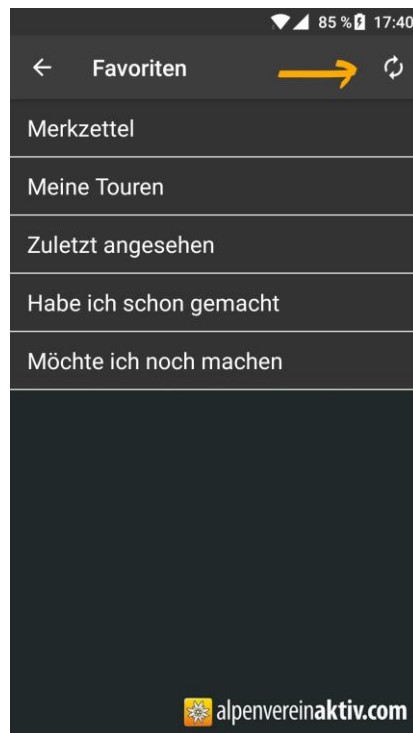 85 % 17:40
Favoriten
Merkzettel
Meine Touren
Zuletzt angesehen
Habe ich schon gemacht
Möchte ich noch machen
alpenvereinaktiv.com